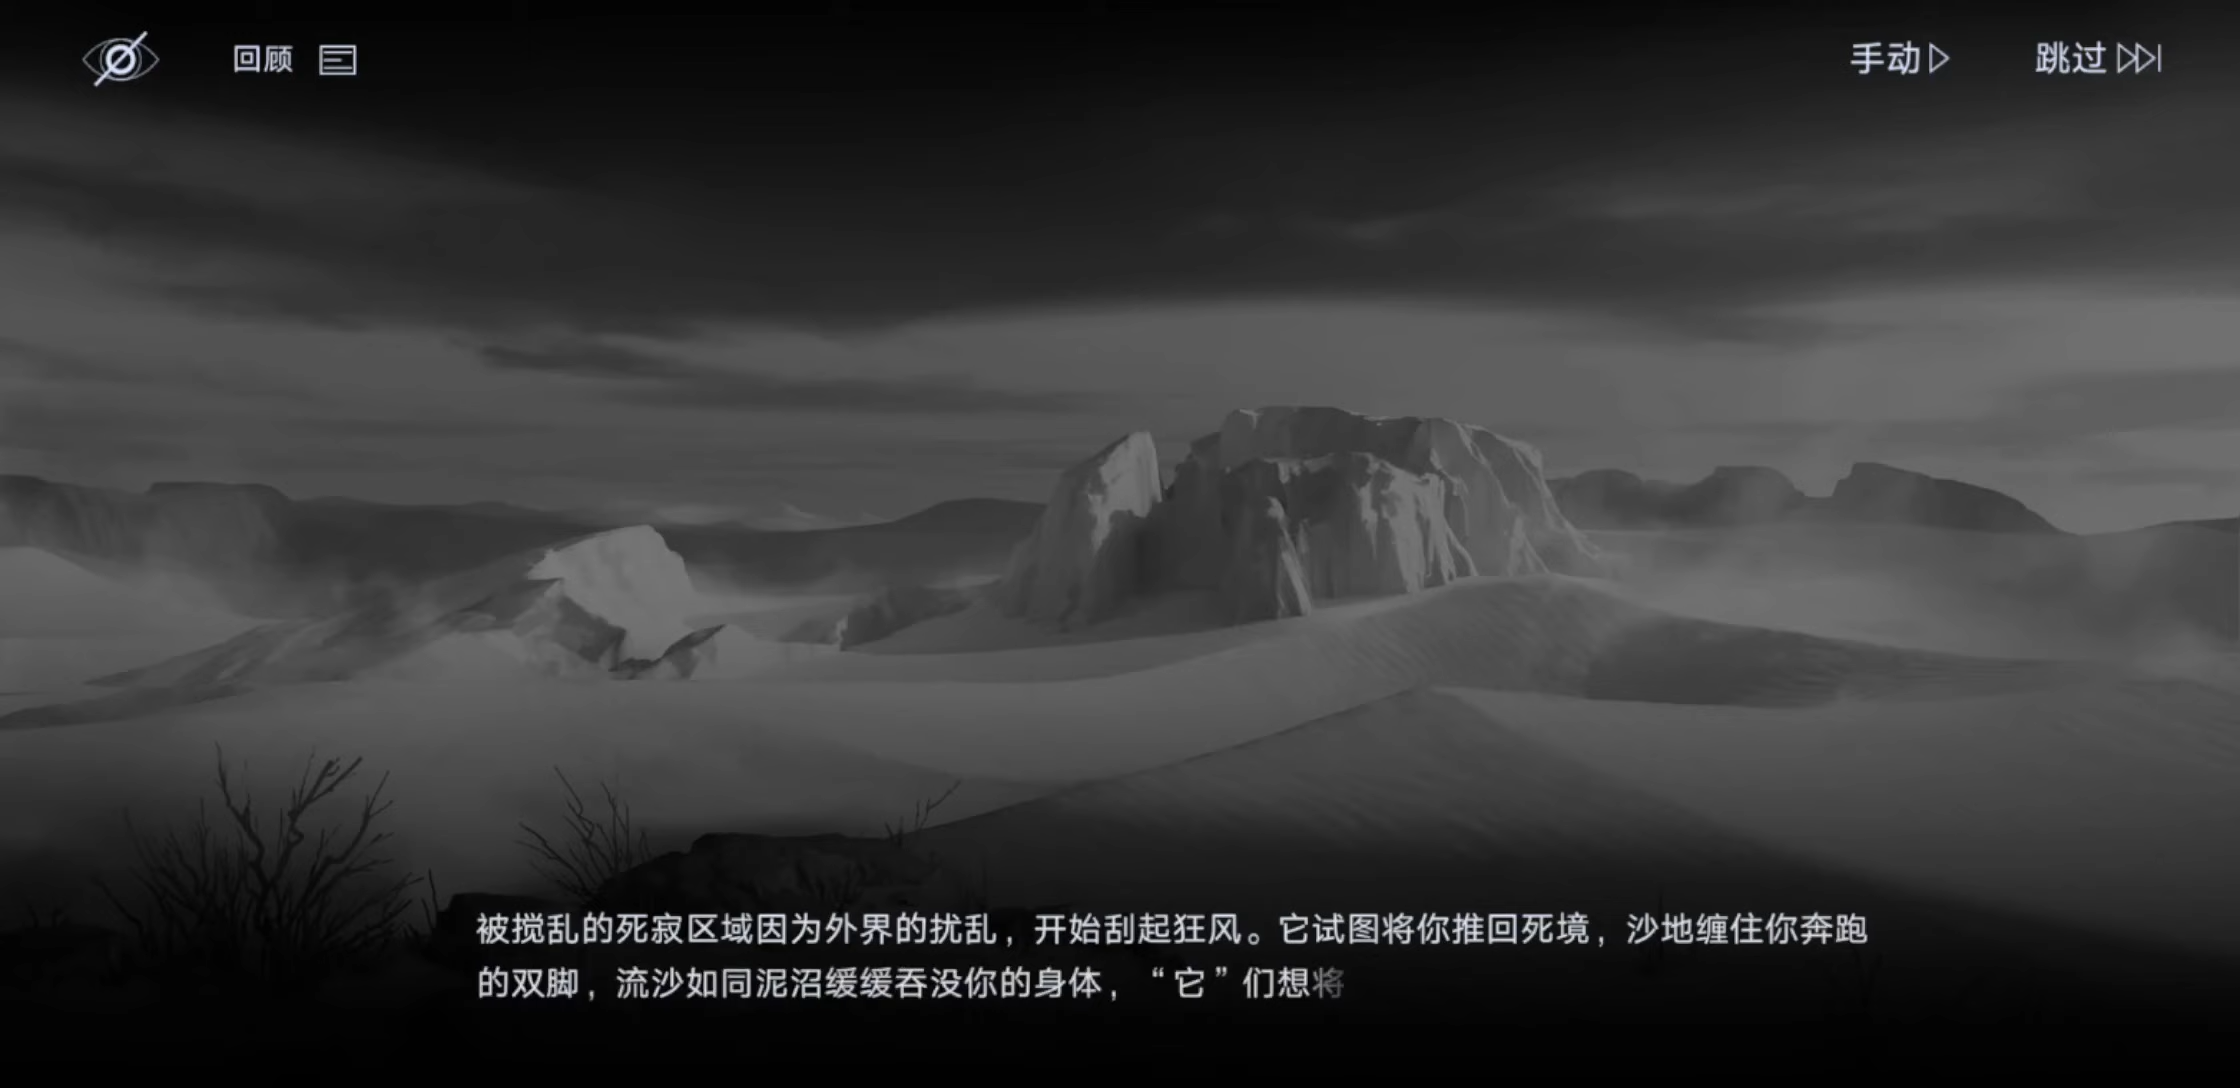 回顾
手动
跳过
被搅乱的死寂区域因为外界的扰乱，开始刮起狂风。它试图将你推回死境，沙地缠住你奔跑
的双脚，流沙如同泥沼缓缓吞没你的身体，“它”们想将